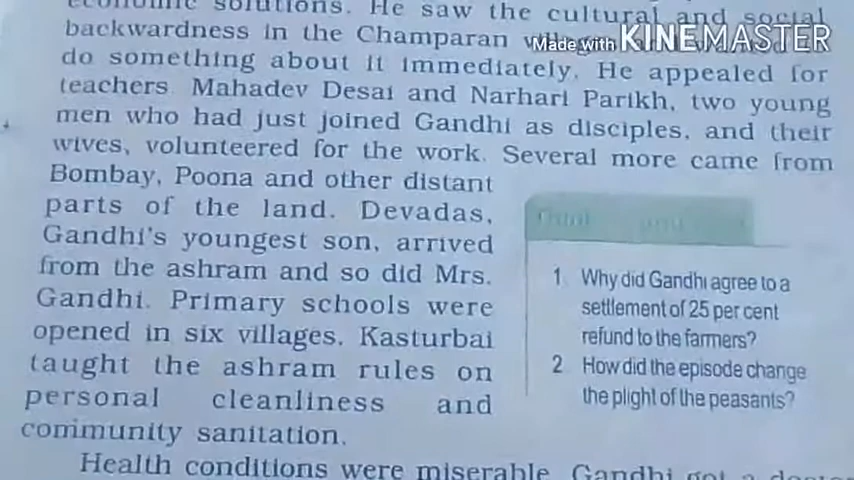 economic solutions. He saw the cultural and social
backwardness in the Champaran
Made with KINEMASTER
do something about it immediately. He appealed for
teachers Mahadev Desai and Narhari Parikh, two young
men who had just joined Gandhi as disciples, and their
wives, volunteered for the work. Several more came from
Bombay, Poona and other distant
parts of the land. Devadas,
Gandhi's youngest son, arrived
from the ashram and so did Mrs.
Gandhi. Primary schools were
opened in six villages. Kasturbai
taught the ashram rules on
personal cleanliness and
community sanitation.
1 Why did Gandhi agree to a
settlement of 25 per cent
refund to the farmers?
2 How did the episode change
the plight of the peasants?
Health conditions were miserable. Gandhi got a